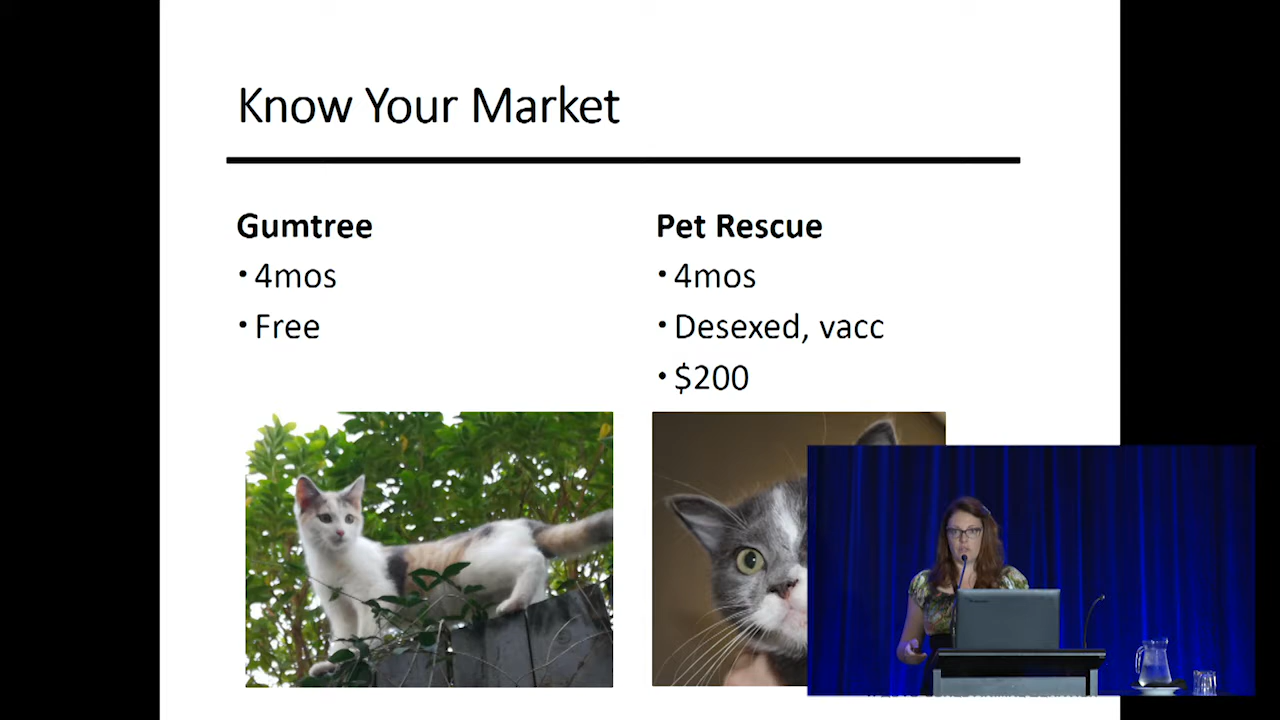 Know Your Market
Gumtree
• 4mos
• Free
Pet Rescue
• 4mos
• Desexed, vacc
• $200